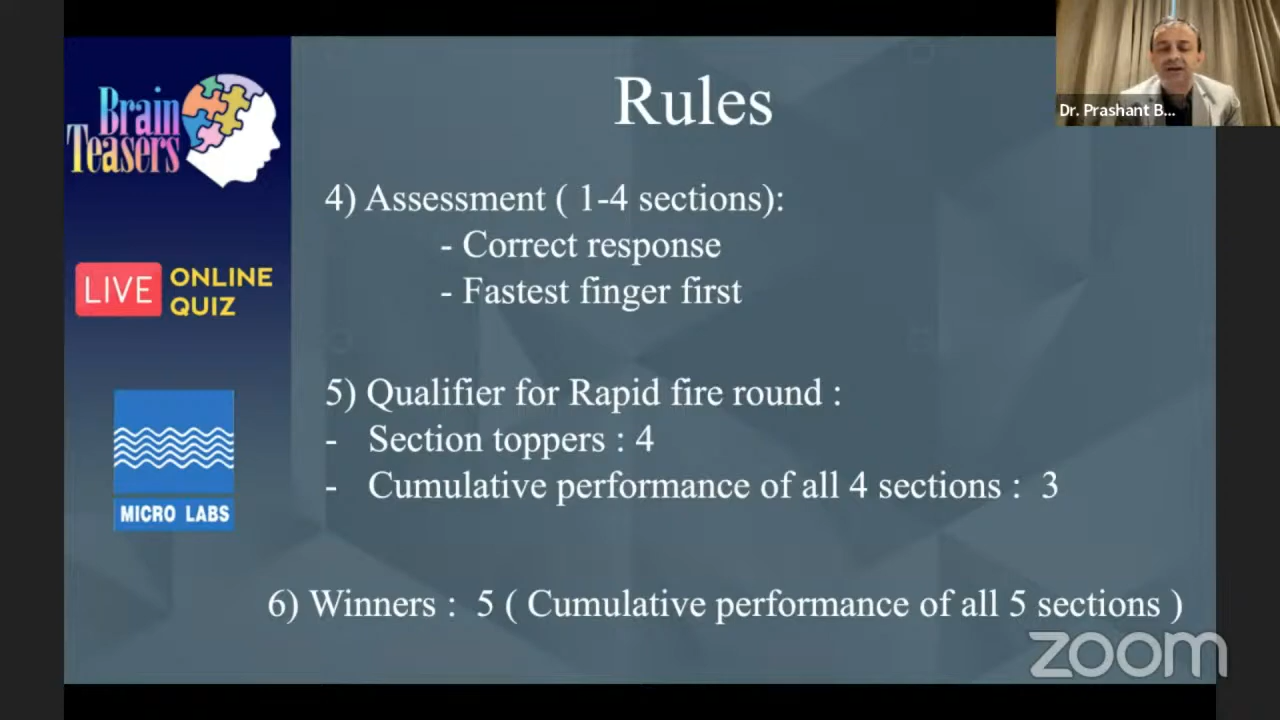 Rules
Dr. Prashant B...
Brain
Teasers
4) Assessment ( 1-4 sections):
- Correct response
- Fastest finger first
LIVE ONLINE
QUIZ
5) Qualifier for Rapid fire round :
- Section toppers : 4
- Cumulative performance of all 4 sections : 3
MICRO LABS
6) Winners : 5 ( Cumulative performance of all 5 sections )
zoom